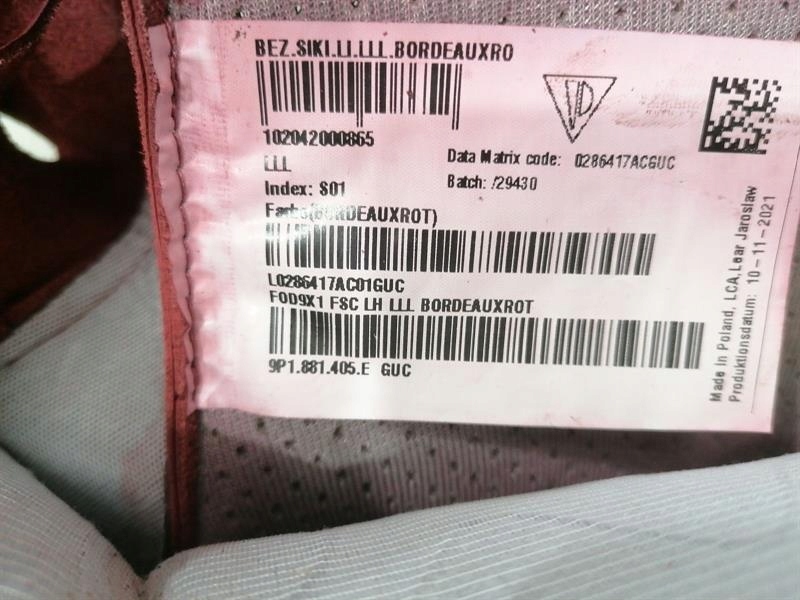 BEZ.SIKI.LI.LLL.BORDEAUXRO
102042000865
LLL
Data Matrix code: 0286417ACGUC
Index: S01
Batch: /29430
Farbe(BORDEAUXROT)
L0286417AC01GUC
F0D9X1 FSC LH LLL BORDEAUXROT
9P1.881.405.E GUC
Made in Poland, LCA,Lear Jaroslaw
Produktionsdatum: 10-11-2021